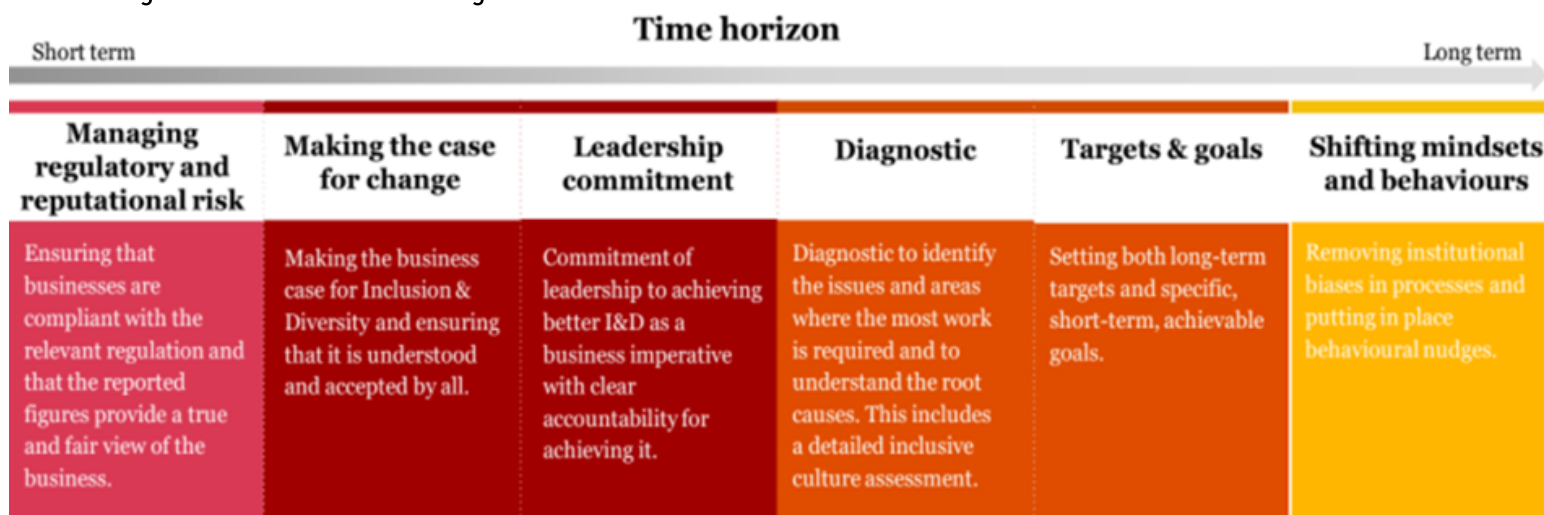 Time horizon
Short term
Long term
Managing
regulatory and
reputational risk
Making the case
for change
Leadership
commitment
Diagnostic
Targets & goals
Shifting mindsets
and behaviours
Ensuring that
businesses are
compliant with the
relevant regulation and
that the reported
figures provide a true
and fair view of the
business.
Making the business
case for Inclusion &
Diversity and ensuring
that it is understood
and accepted by all.
Commitment of
leadership to achieving
better I&D as a
business imperative
with clear
accountability for
achieving it.
Diagnostic to identify
the issues and areas
where the most work
is required and to
understand the root
causes. This includes
a detailed inclusive
culture assessment.
Setting both long-term
targets and specific,
short-term, achievable
goals.
Removing institutional
biases in processes and
putting in place
behavioural nudges.